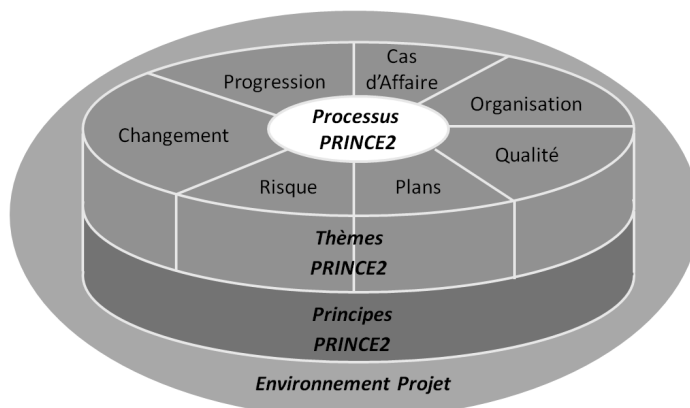 Cas
d'Affaire
Progression
Organisation
Changement
Processus
PRINCE2
Qualité
Risque
Plans
Thèmes
PRINCE2
Principes
PRINCE2
Environnement Projet